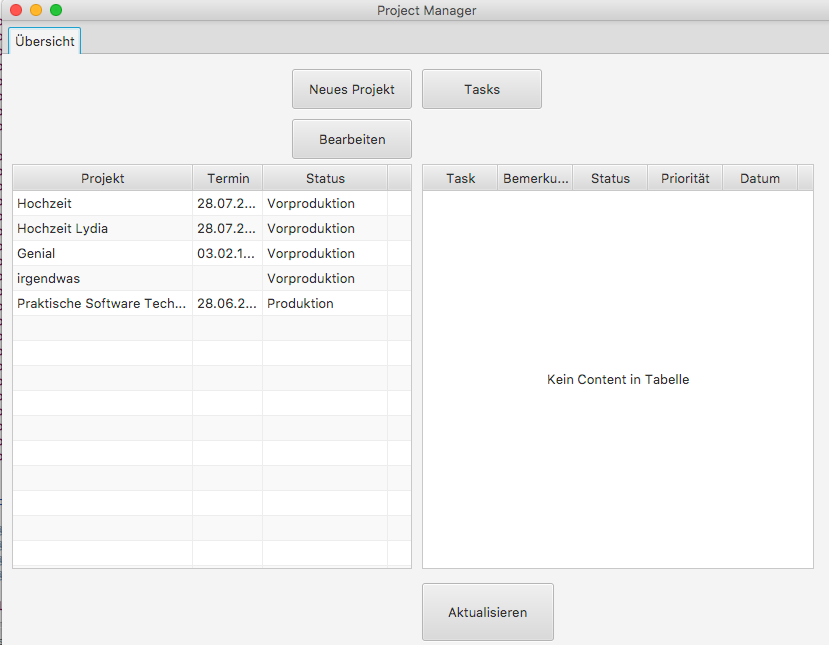 Project Manager
Übersicht
Neues Projekt Tasks
Bearbeiten
Projekt Termin Status Task Bemerku... Status Priorität Datum
Hochzeit 28.07.2... Vorproduktion
Hochzeit Lydia 28.07.2... Vorproduktion
Genial 03.02.1... Vorproduktion
irgendwas Vorproduktion
Praktische Software Tech... 28.06.2... Produktion
Kein Content in Tabelle
Aktualisieren